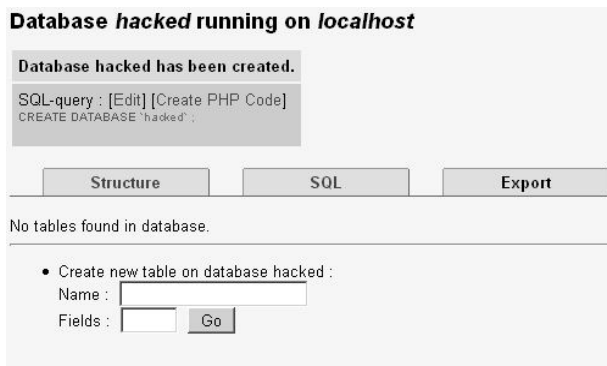 Database hacked running on localhost
Database hacked has been created.
SQL-query : [Edit] [Create PHP Code]
CREATE DATABASE `hacked` ;
Structure SQL Export
No tables found in database.
• Create new table on database hacked :
Name :
Fields : Go